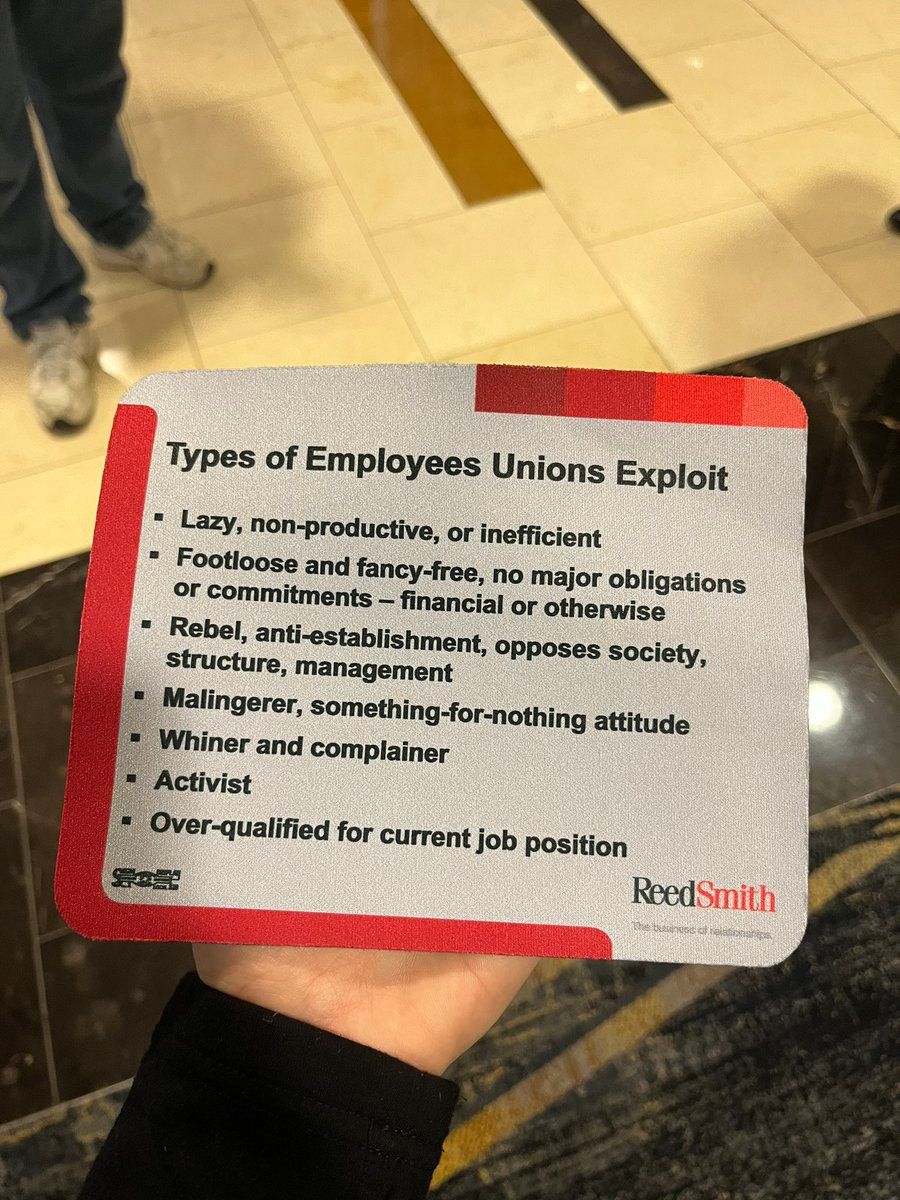 Types of Employees Unions Exploit
▪ Lazy, non-productive, or inefficient
▪ Footloose and fancy-free, no major obligations
or commitments – financial or otherwise
▪ Rebel, anti-establishment, opposes society,
structure, management
▪ Malingerer, something-for-nothing attitude
▪ Whiner and complainer
▪ Activist
▪ Over-qualified for current job position
ReedSmith
The business of relationships.